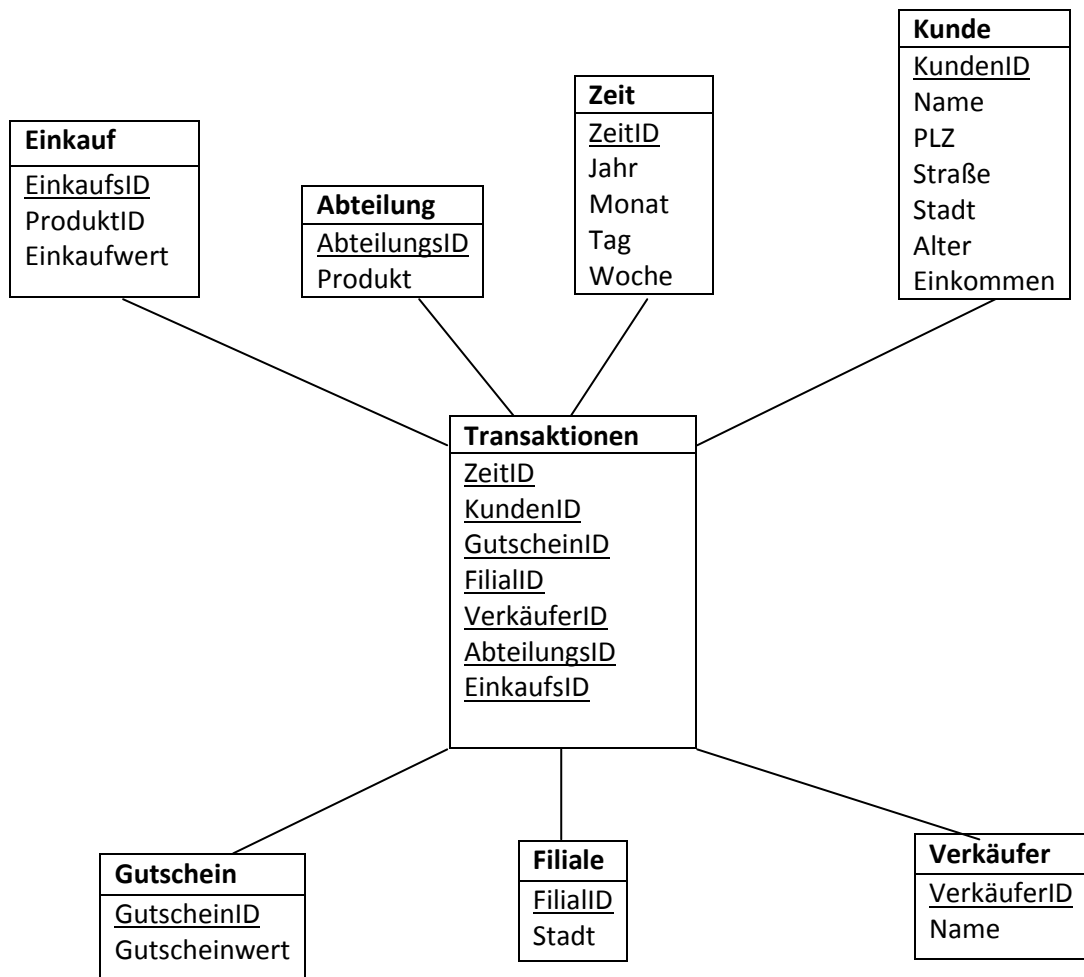 Kunde
KundenID
Name
PLZ
Straße
Stadt
Alter
Einkommen
Zeit
ZeitID
Jahr
Monat
Tag
Woche
Einkauf
EinkaufsID
ProduktID
Einkaufwert
Abteilung
AbteilungsID
Produkt
Transaktionen
ZeitID
KundenID
GutscheinID
FilialID
VerkäuferID
AbteilungsID
EinkaufsID
Gutschein
GutscheinID
Gutscheinwert
Filiale
FilialID
Stadt
Verkäufer
VerkäuferID
Name